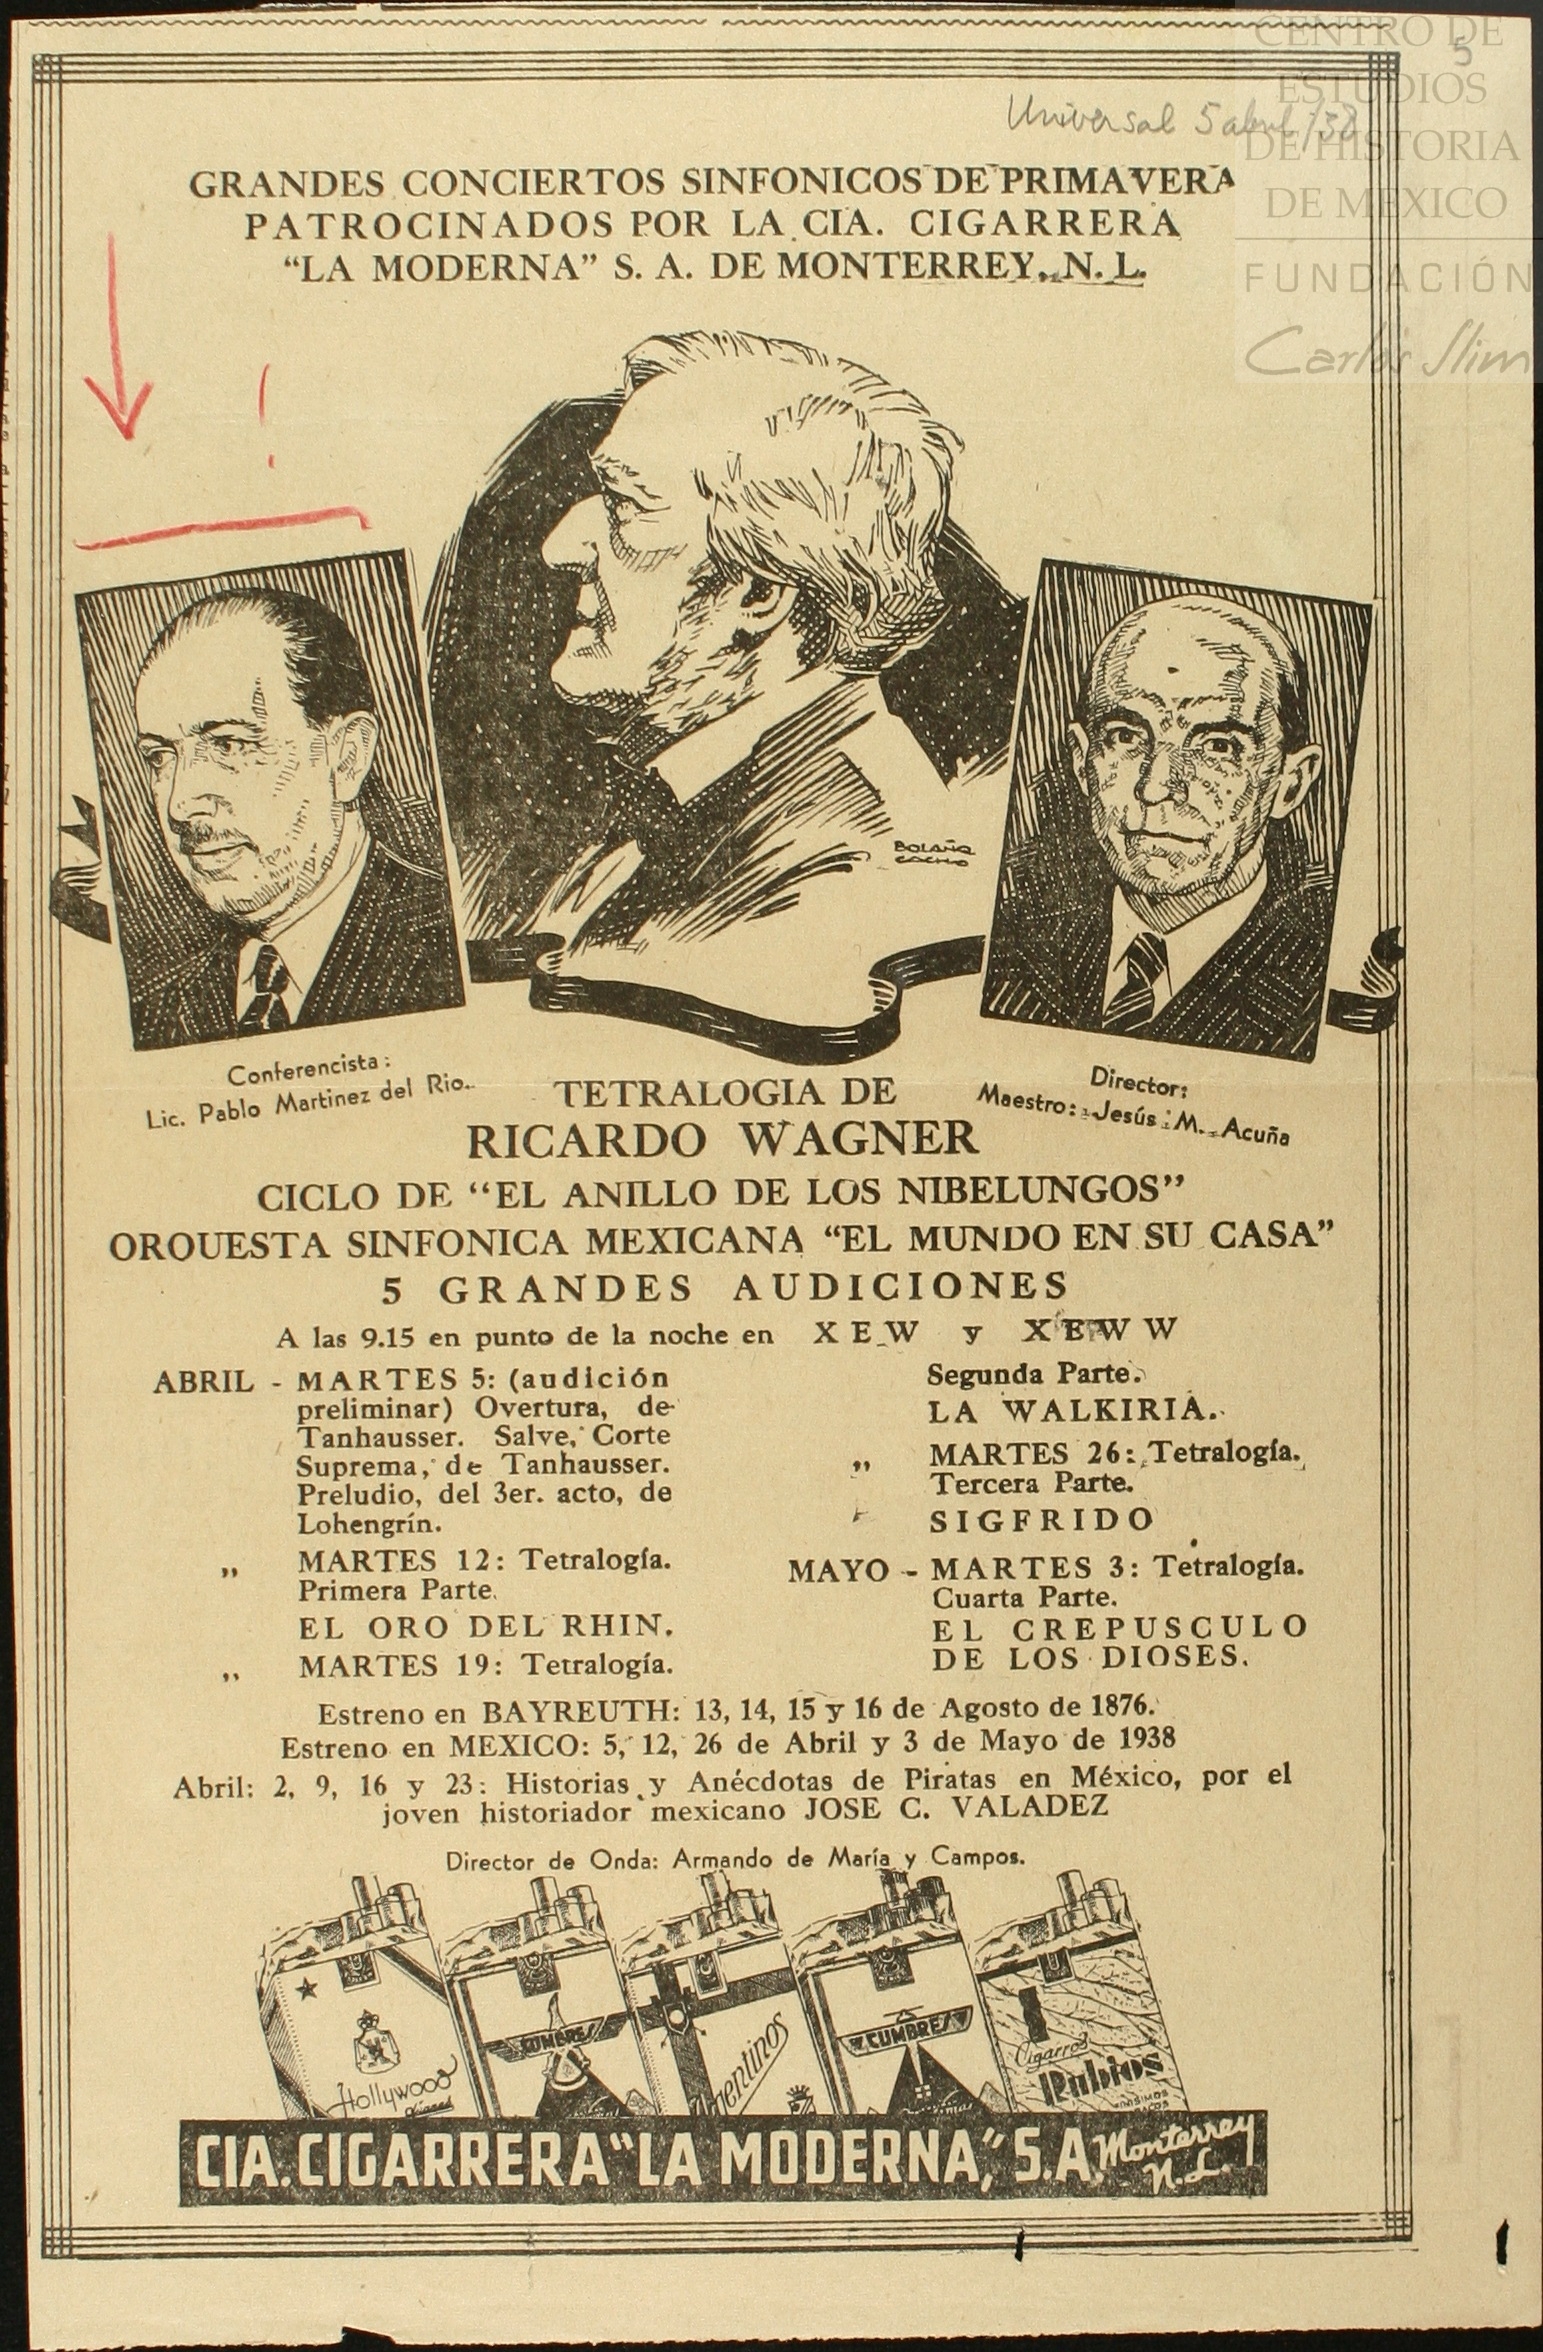 CENTRO DE
ESTUDIOS
DE HISTORIA
DE MÉXICO
FUNDACIÓN
Carlos Slim
5
Universal 5 abril/38
GRANDES CONCIERTOS SINFONICOS DE PRIMAVERA
PATROCINADOS POR LA CIA. CIGARRERA
“LA MODERNA” S. A. DE MONTERREY, N. L.
BOLAÑO
CACHO
Conferencista:
Lic. Pablo Martinez del Rio.
Director:
Maestro: Jesús M. Acuña
TETRALOGIA DE
RICARDO WAGNER
CICLO DE “EL ANILLO DE LOS NIBELUNGOS”
ORQUESTA SINFONICA MEXICANA “EL MUNDO EN SU CASA”
5 GRANDES AUDICIONES
A las 9.15 en punto de la noche en XEW y XEWW
ABRIL - MARTES 5: (audición
preliminar) Overtura, de
Tanhausser. Salve, Corte
Suprema, de Tanhausser.
Preludio, del 3er. acto, de
Lohengrín.
,, MARTES 12: Tetralogía.
Primera Parte.
EL ORO DEL RHIN.
,, MARTES 19: Tetralogía.
Segunda Parte.
LA WALKIRIA.
,, MARTES 26: Tetralogía.
Tercera Parte.
SIGFRIDO
MAYO - MARTES 3: Tetralogía.
Cuarta Parte.
EL CREPUSCULO
DE LOS DIOSES.
Estreno en BAYREUTH: 13, 14, 15 y 16 de Agosto de 1876.
Estreno en MEXICO: 5, 12, 26 de Abril y 3 de Mayo de 1938
Abril: 2, 9, 16 y 23: Historias y Anécdotas de Piratas en México, por el
joven historiador mexicano JOSE C. VALADEZ
Director de Onda: Armando de María y Campos.
Hollywood
CUMBRES
Argentinos
CUMBRES
Cigarros
Rubios
CIA. CIGARRERA “LA MODERNA,” S.A. Monterrey
N.L.